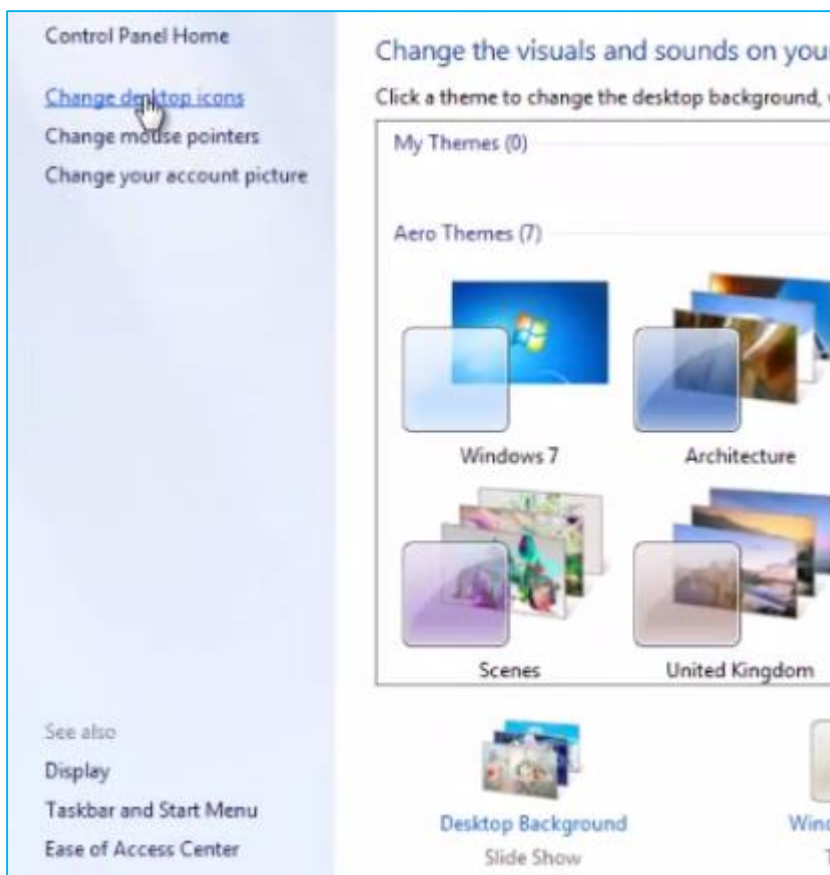 Control Panel Home
Change desktop icons
Change mouse pointers
Change your account picture
See also
Display
Taskbar and Start Menu
Ease of Access Center
Change the visuals and sounds on your
Click a theme to change the desktop background,
My Themes (0)
Aero Themes (7)
Windows 7
Architecture
Scenes
United Kingdom
Desktop Background
Slide Show